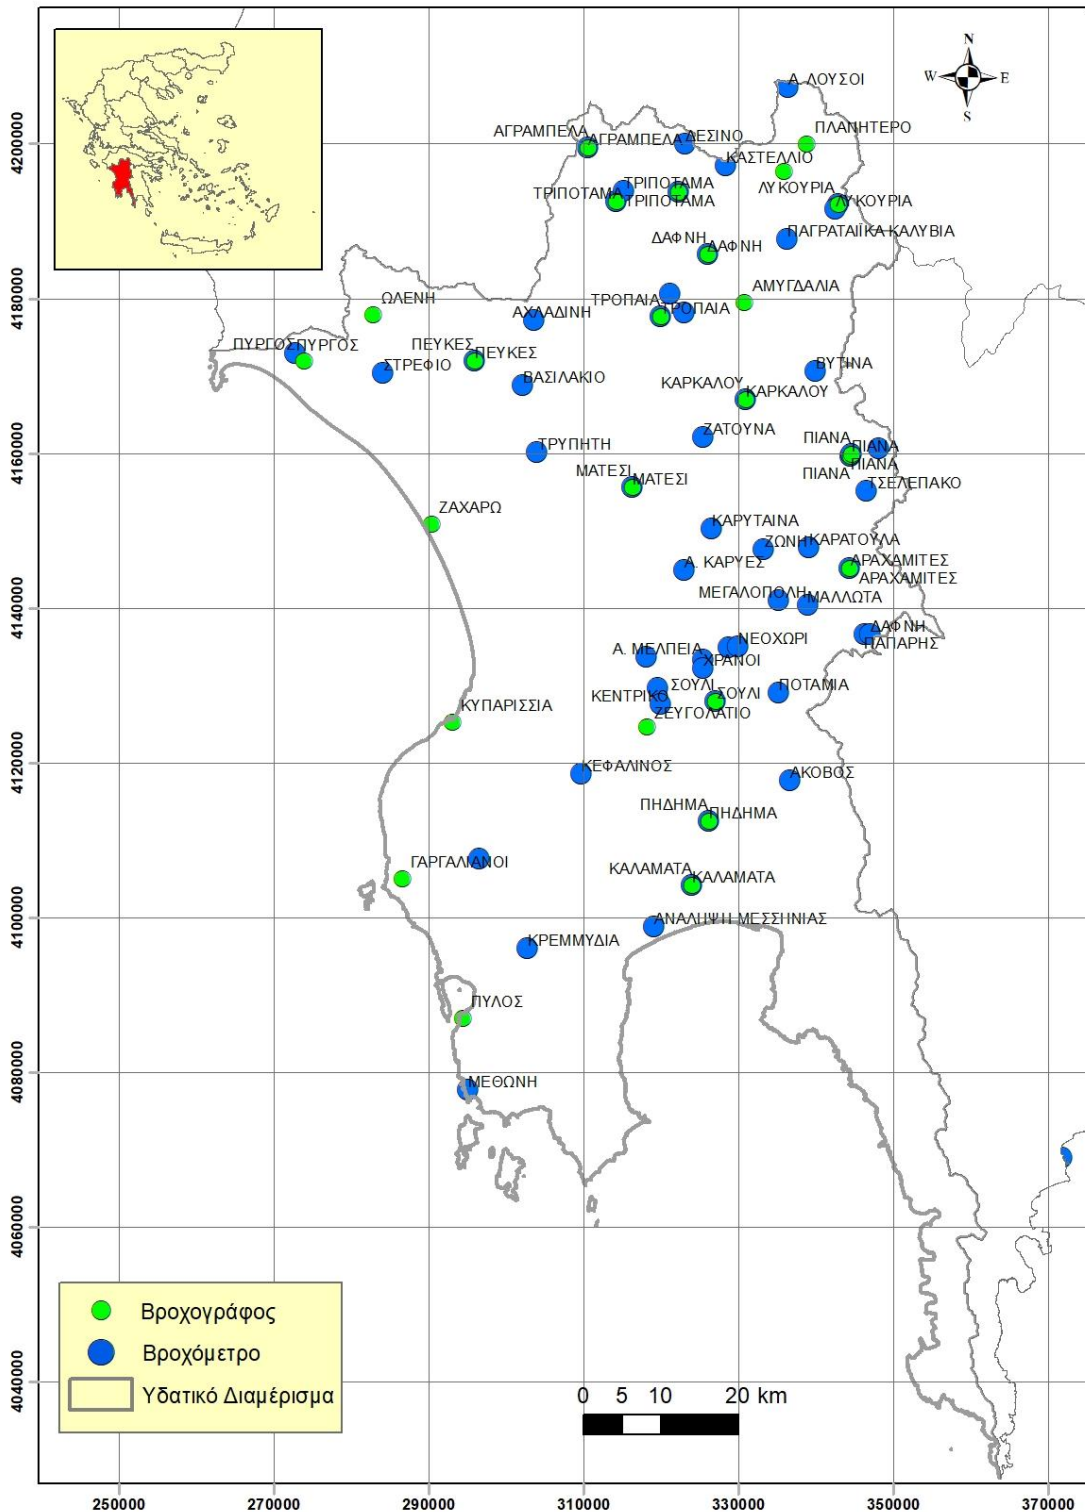 N
W E
S
Α. ΛΟΥΣΟΙ
ΠΛΑΝΗΤΕΡΟ
ΑΓΡΑΜΠΕΛΑ
ΑΓΡΑΜΠΕΛΑ
ΔΕΣΙΝΟ
ΚΑΣΤΕΛΛΙΟ
ΤΡΙΠΟΤΑΜΑ
ΤΡΙΠΟΤΑΜΑ
ΤΡΙΠΟΤΑΜΑ
ΛΥΚΟΥΡΙΑ
ΛΥΚΟΥΡΙΑ
ΠΑΓΡΑΤΑΙΪΚΑ ΚΑΛΥΒΙΑ
ΔΑΦΝΗ
ΔΑΦΝΗ
ΑΜΥΓΔΑΛΙΑ
ΤΡΟΠΑΙΑ
ΤΡΟΠΑΙΑ
ΩΛΕΝΗ
ΑΧΛΑΔΙΝΗ
ΠΥΡΓΟΣ
ΠΥΡΓΟΣ
ΠΕΥΚΕΣ
ΠΕΥΚΕΣ
ΣΤΡΕΦΙΟ
ΒΑΣΙΛΑΚΙΟ
ΒΥΤΙΝΑ
ΚΑΡΚΑΛΟΥ
ΚΑΡΚΑΛΟΥ
ΖΑΤΟΥΝΑ
ΤΡΥΠΗΤΗ
ΠΙΑΝΑ
ΠΙΑΝΑ
ΠΙΑΝΑ
ΠΙΑΝΑ
ΜΑΤΕΣΙ
ΜΑΤΕΣΙ
ΤΣΕΛΕΠΑΚΟ
ΖΑΧΑΡΩ
ΚΑΡΥΤΑΙΝΑ
ΖΩΝΗ
ΚΑΡΑΤΟΥΛΑ
Α. ΚΑΡΥΕΣ
ΑΡΑΧΑΜΙΤΕΣ
ΑΡΑΧΑΜΙΤΕΣ
ΜΕΓΑΛΟΠΟΛΗ
ΜΑΛΛΩΤΑ
ΔΑΦΝΗ
ΠΑΠΑΡΗΣ
ΝΕΟΧΩΡΙ
Α. ΜΕΛΠΕΙΑ
ΧΡΑΝΟΙ
ΣΟΥΛΙ
ΣΟΥΛΙ
ΠΟΤΑΜΙΑ
ΚΕΝΤΡΙΚΟ
ΖΕΥΓΟΛΑΤΙΟ
ΚΥΠΑΡΙΣΣΙΑ
ΚΕΦΑΛΙΝΟΣ
ΑΚΟΒΟΣ
ΠΗΔΗΜΑ
ΠΗΔΗΜΑ
ΓΑΡΓΑΛΙΑΝΟΙ
ΚΑΛΑΜΑΤΑ
ΚΑΛΑΜΑΤΑ
ΑΝΑΛΗΨΗ ΜΕΣΣΗΝΙΑΣ
ΚΡΕΜΜΥΔΙΑ
ΠΥΛΟΣ
ΜΕΘΩΝΗ
4200000
4180000
4160000
4140000
4120000
4100000
4080000
4060000
4040000
Βροχογράφος
Βροχόμετρο
Υδατικό Διαμέρισμα
0 5 10 20 km
250000 270000 290000 310000 330000 350000 370000